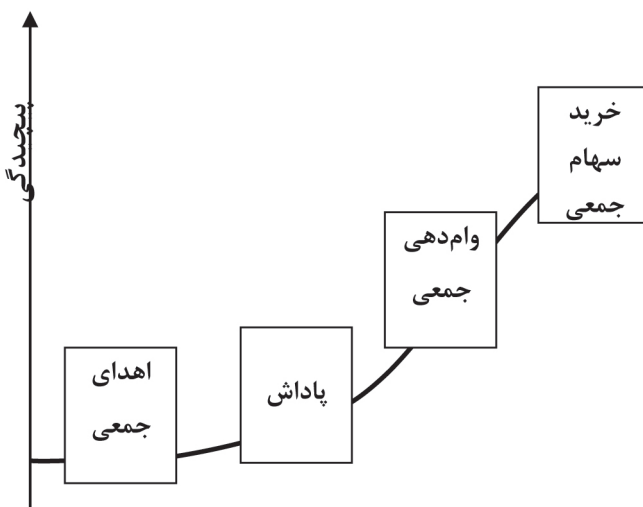 پیچیدگی
خرید
سهام
جمعی
وام‌دهی
جمعی
پاداش
اهدای
جمعی